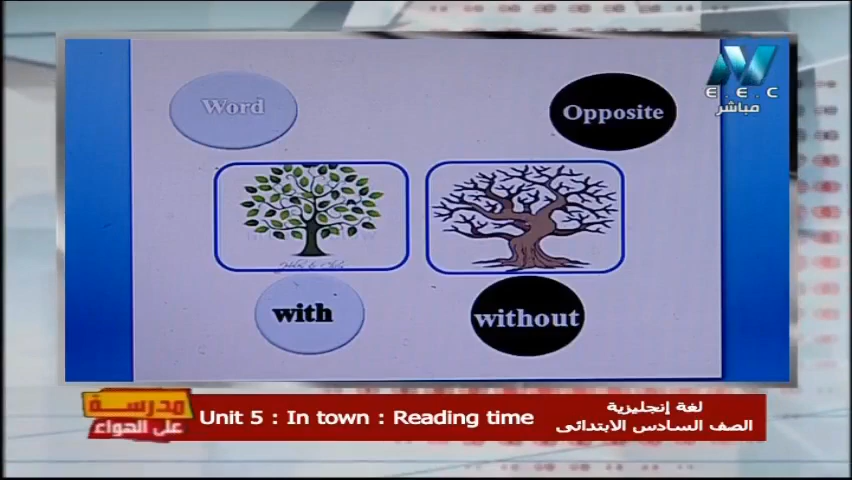 Word
Opposite
E.E.C
مباشر
with
without
مدرسة
على الهواء
Unit 5 : In town : Reading time
لغة إنجليزية
الصف السادس الابتدائى